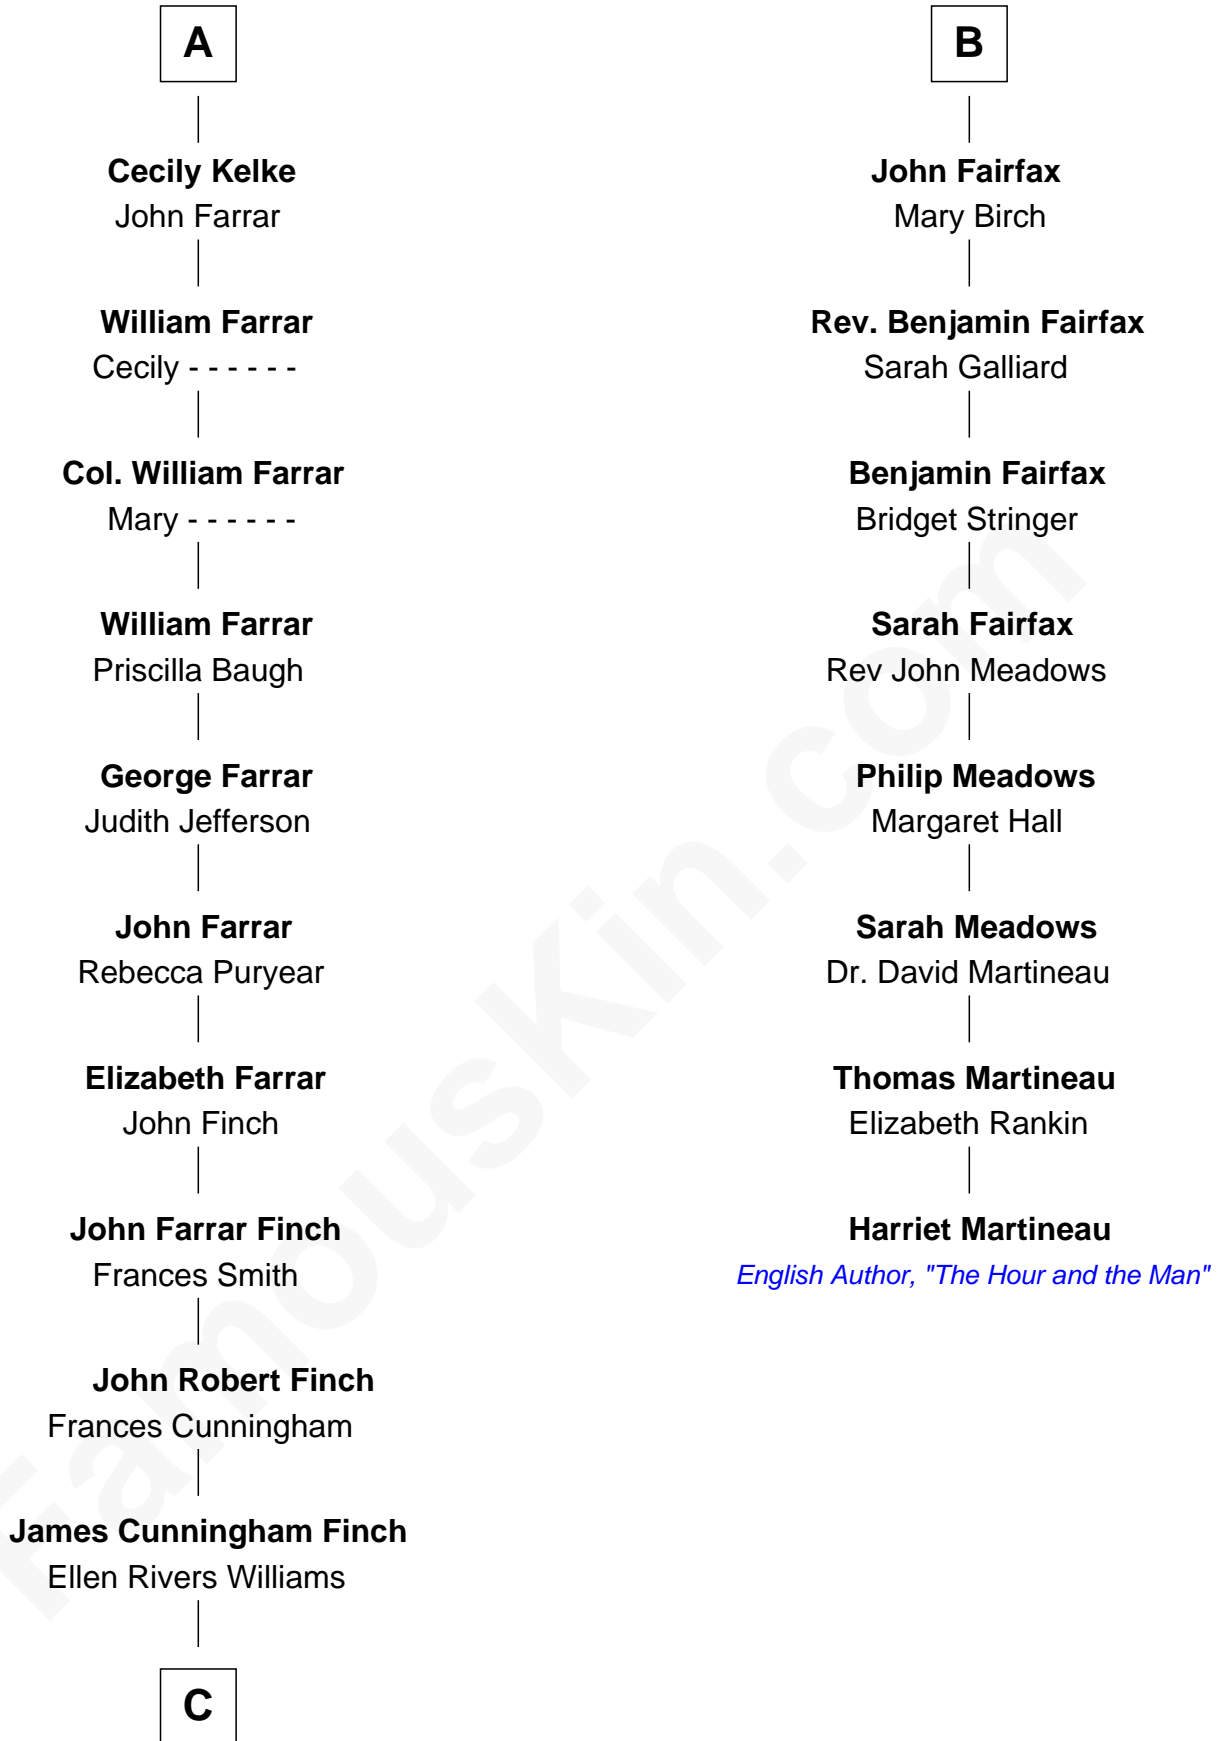 A
Cecily Kelke
John Farrar
William Farrar
Cecily - - - - - -
Col. William Farrar
Mary - - - - - -
William Farrar
Priscilla Baugh
George Farrar
Judith Jefferson
John Farrar
Rebecca Puryear
Elizabeth Farrar
John Finch
John Farrar Finch
Frances Smith
John Robert Finch
Frances Cunningham
James Cunningham Finch
Ellen Rivers Williams
C
B
John Fairfax
Mary Birch
Rev. Benjamin Fairfax
Sarah Galliard
Benjamin Fairfax
Bridget Stringer
Sarah Fairfax
Rev John Meadows
Philip Meadows
Margaret Hall
Sarah Meadows
Dr. David Martineau
Thomas Martineau
Elizabeth Rankin
Harriet Martineau
English Author, "The Hour and the Man"
FamousKin.com